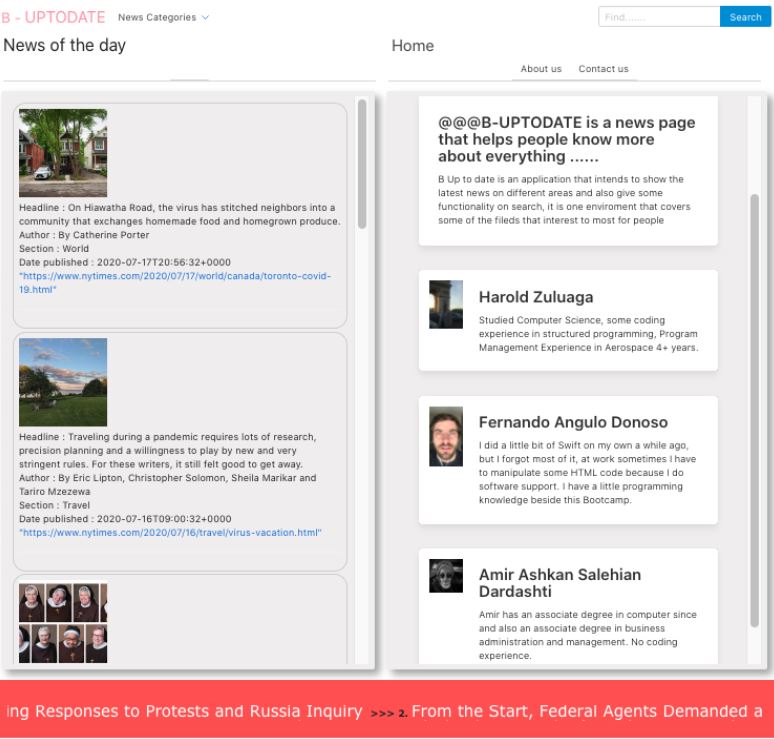 B - UPTODATE News Categories
Find....... Search
News of the day
Headline : On Hiawatha Road, the virus has stitched neighbors into a
community that exchanges homemade food and homegrown produce.
Author : By Catherine Porter
Section : World
Date published : 2020-07-17T20:56:32+0000
"https://www.nytimes.com/2020/07/17/world/canada/toronto-covid-
19.html"
Headline : Traveling during a pandemic requires lots of research,
precision planning and a willingness to play by new and very
stringent rules. For these writers, it still felt good to get away.
Author : By Eric Lipton, Christopher Solomon, Sheila Marikar and
Tariro Mzezewa
Section : Travel
Date published : 2020-07-16T09:00:32+0000
"https://www.nytimes.com/2020/07/16/travel/virus-vacation.html"
Home
About us Contact us
@@@B-UPTODATE is a news page
that helps people know more
about everything ......
B Up to date is an application that intends to show the
latest news on different areas and also give some
functionality on search, it is one enviroment that covers
some of the fileds that interest to most for people
Harold Zuluaga
Studied Computer Science, some coding
experience in structured programming, Program
Management Experience in Aerospace 4+ years.
Fernando Angulo Donoso
I did a little bit of Swift on my own a while ago,
but I forgot most of it, at work sometimes I have
to manipulate some HTML code because I do
software support. I have a little programming
knowledge beside this Bootcamp.
Amir Ashkan Salehian
Dardashti
Amir has an associate degree in computer since
and also an associate degree in business
administration and management. No coding
experience.
ing Responses to Protests and Russia Inquiry >>> 2. From the Start, Federal Agents Demanded a